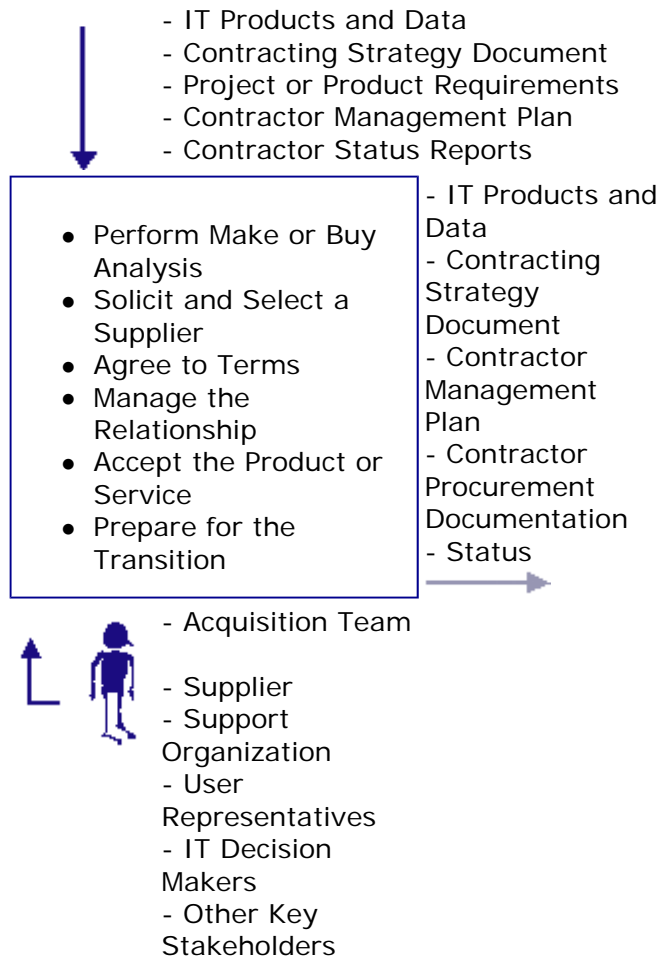 - IT Products and Data
- Contracting Strategy Document
- Project or Product Requirements
- Contractor Management Plan
- Contractor Status Reports
● Perform Make or Buy
Analysis
● Solicit and Select a
Supplier
● Agree to Terms
● Manage the
Relationship
● Accept the Product or
Service
● Prepare for the
Transition
- IT Products and
Data
- Contracting
Strategy
Document
- Contractor
Management
Plan
- Contractor
Procurement
Documentation
- Status
- Acquisition Team
- Supplier
- Support
Organization
- User
Representatives
- IT Decision
Makers
- Other Key
Stakeholders